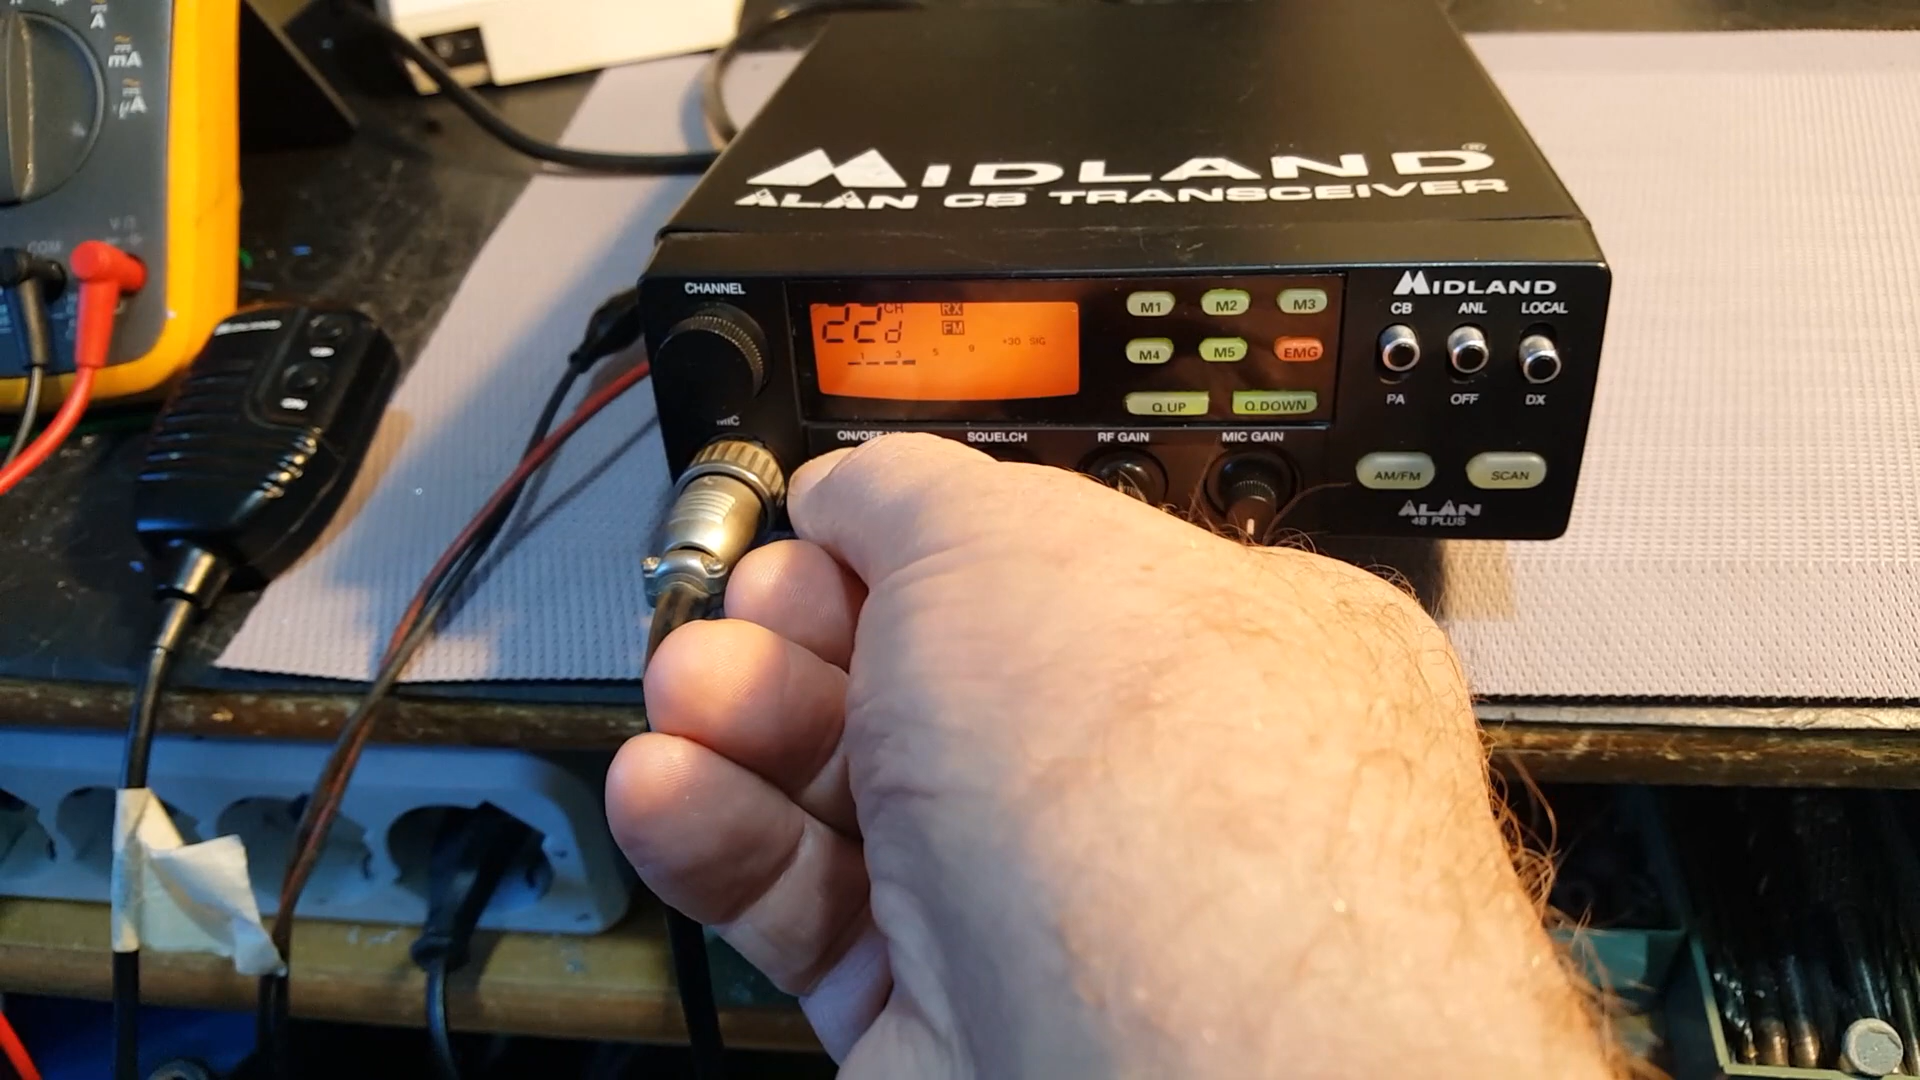 A
mA
µA
VΩ
COM
MIDLAND®
ALAN CB TRANSCEIVER
CHANNEL
22 CH RX
d FM
1 3 5 9 +30 SIG
M1 M2 M3
M4 M5 EMG
Q.UP Q.DOWN
MIDLAND
CB ANL LOCAL
PA OFF DX
MIC
ON/OFF SQUELCH RF GAIN MIC GAIN
AM/FM SCAN
ALAN
48 PLUS